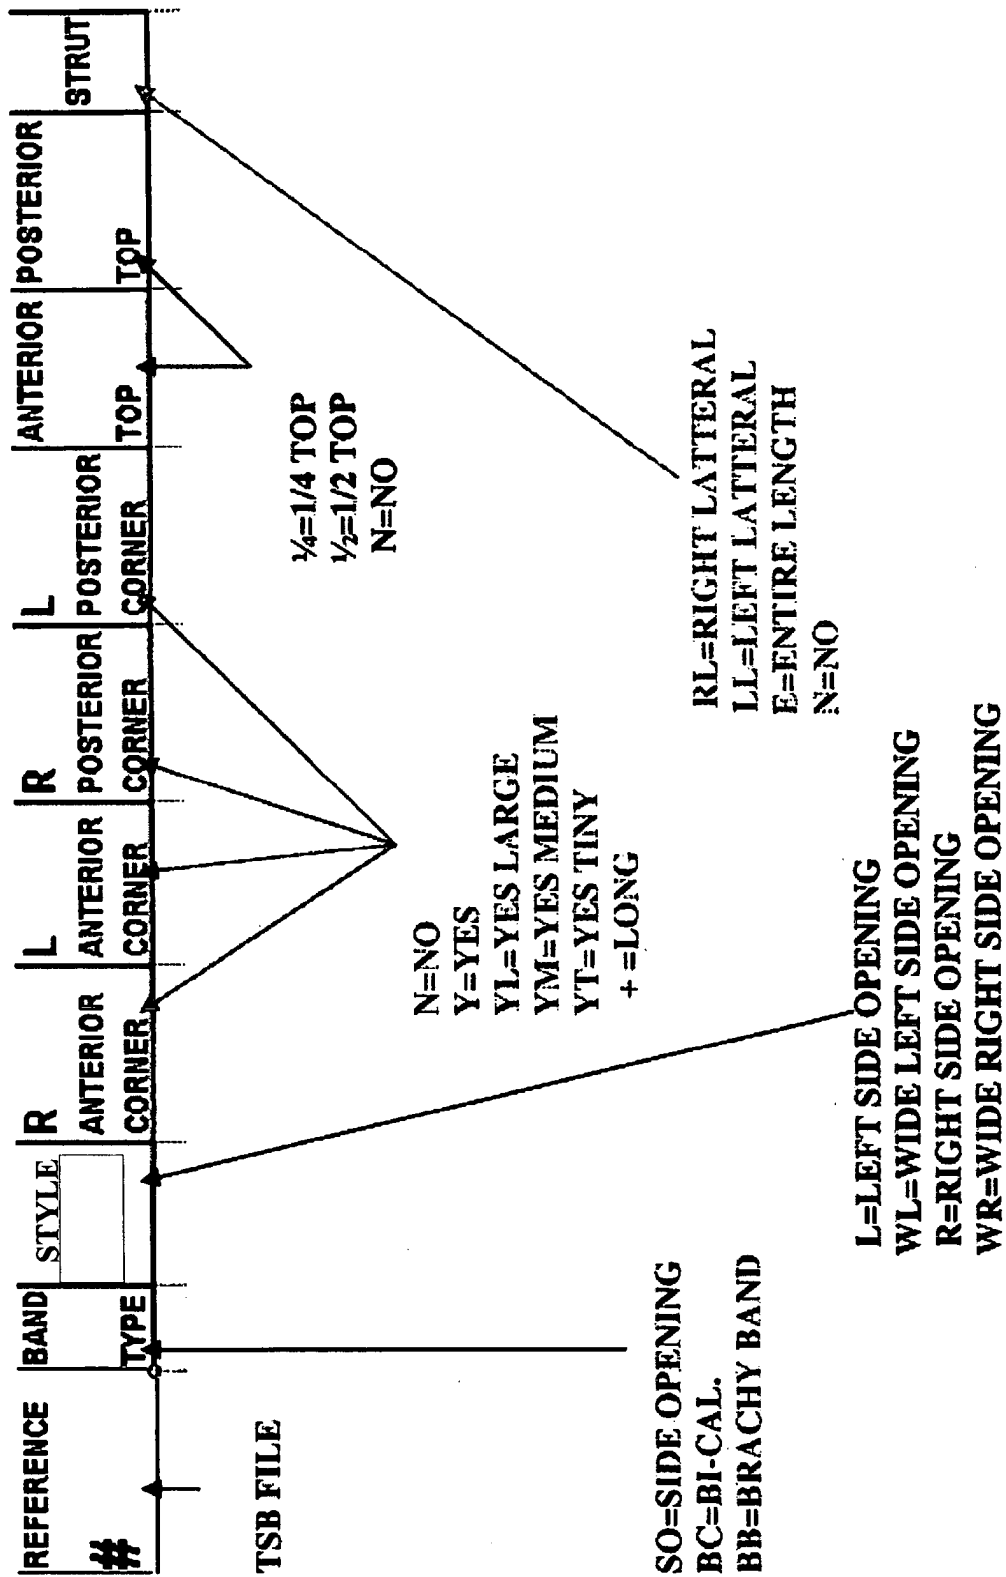 REFERENCE
#
BAND
TYPE
STYLE
R
ANTERIOR
CORNER
L
ANTERIOR
CORNER
R
POSTERIOR
CORNER
L
POSTERIOR
CORNER
ANTERIOR
TOP
POSTERIOR
TOP
STRUT
TSB FILE
SO=SIDE OPENING
BC=BI-CAL.
BB=BRACHY BAND
L=LEFT SIDE OPENING
WL=WIDE LEFT SIDE OPENING
R=RIGHT SIDE OPENING
WR=WIDE RIGHT SIDE OPENING
N=NO
Y=YES
YL=YES LARGE
YM=YES MEDIUM
YT=YES TINY
+ =LONG
¼=1/4 TOP
½=1/2 TOP
N=NO
RL=RIGHT LATTERAL
LL=LEFT LATTERAL
E=ENTIRE LENGTH
N=NO